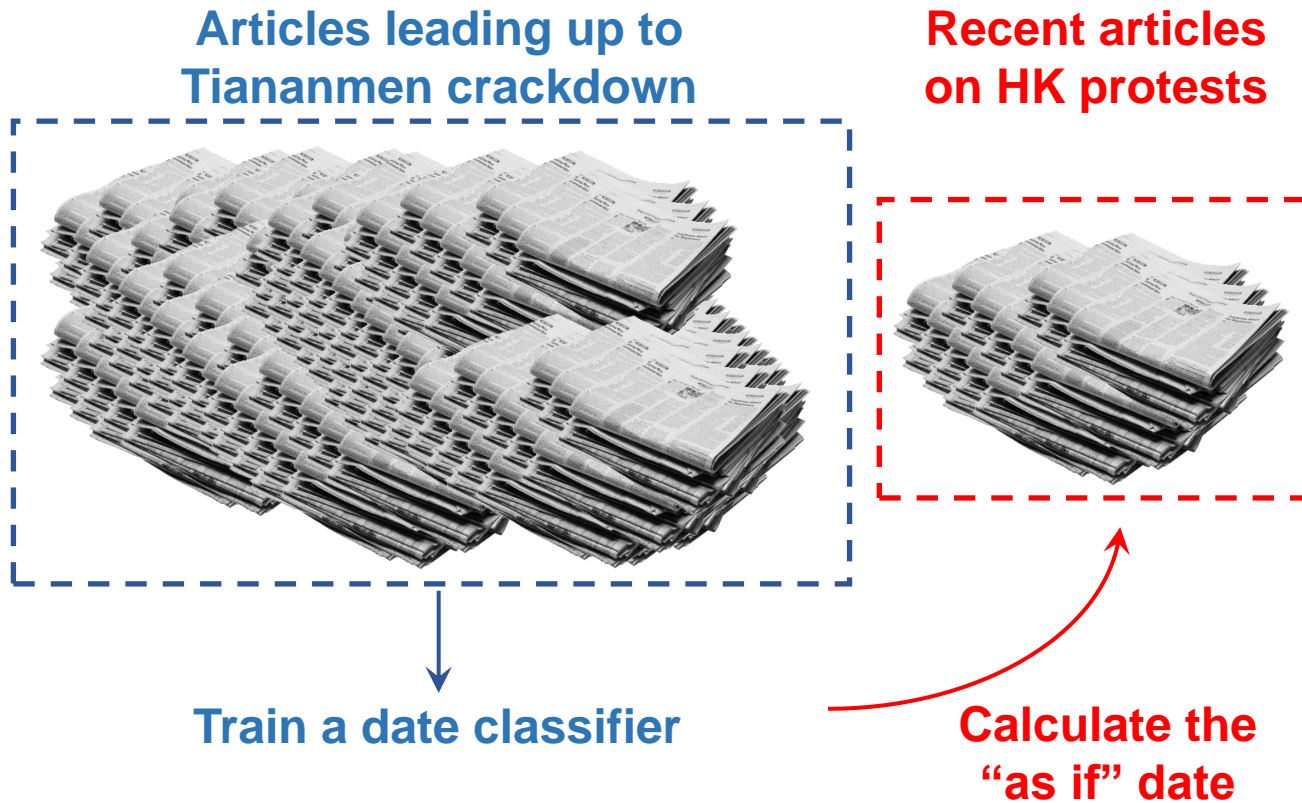 Articles leading up to
Tiananmen crackdown
Recent articles
on HK protests
Train a date classifier
Calculate the
“as if” date